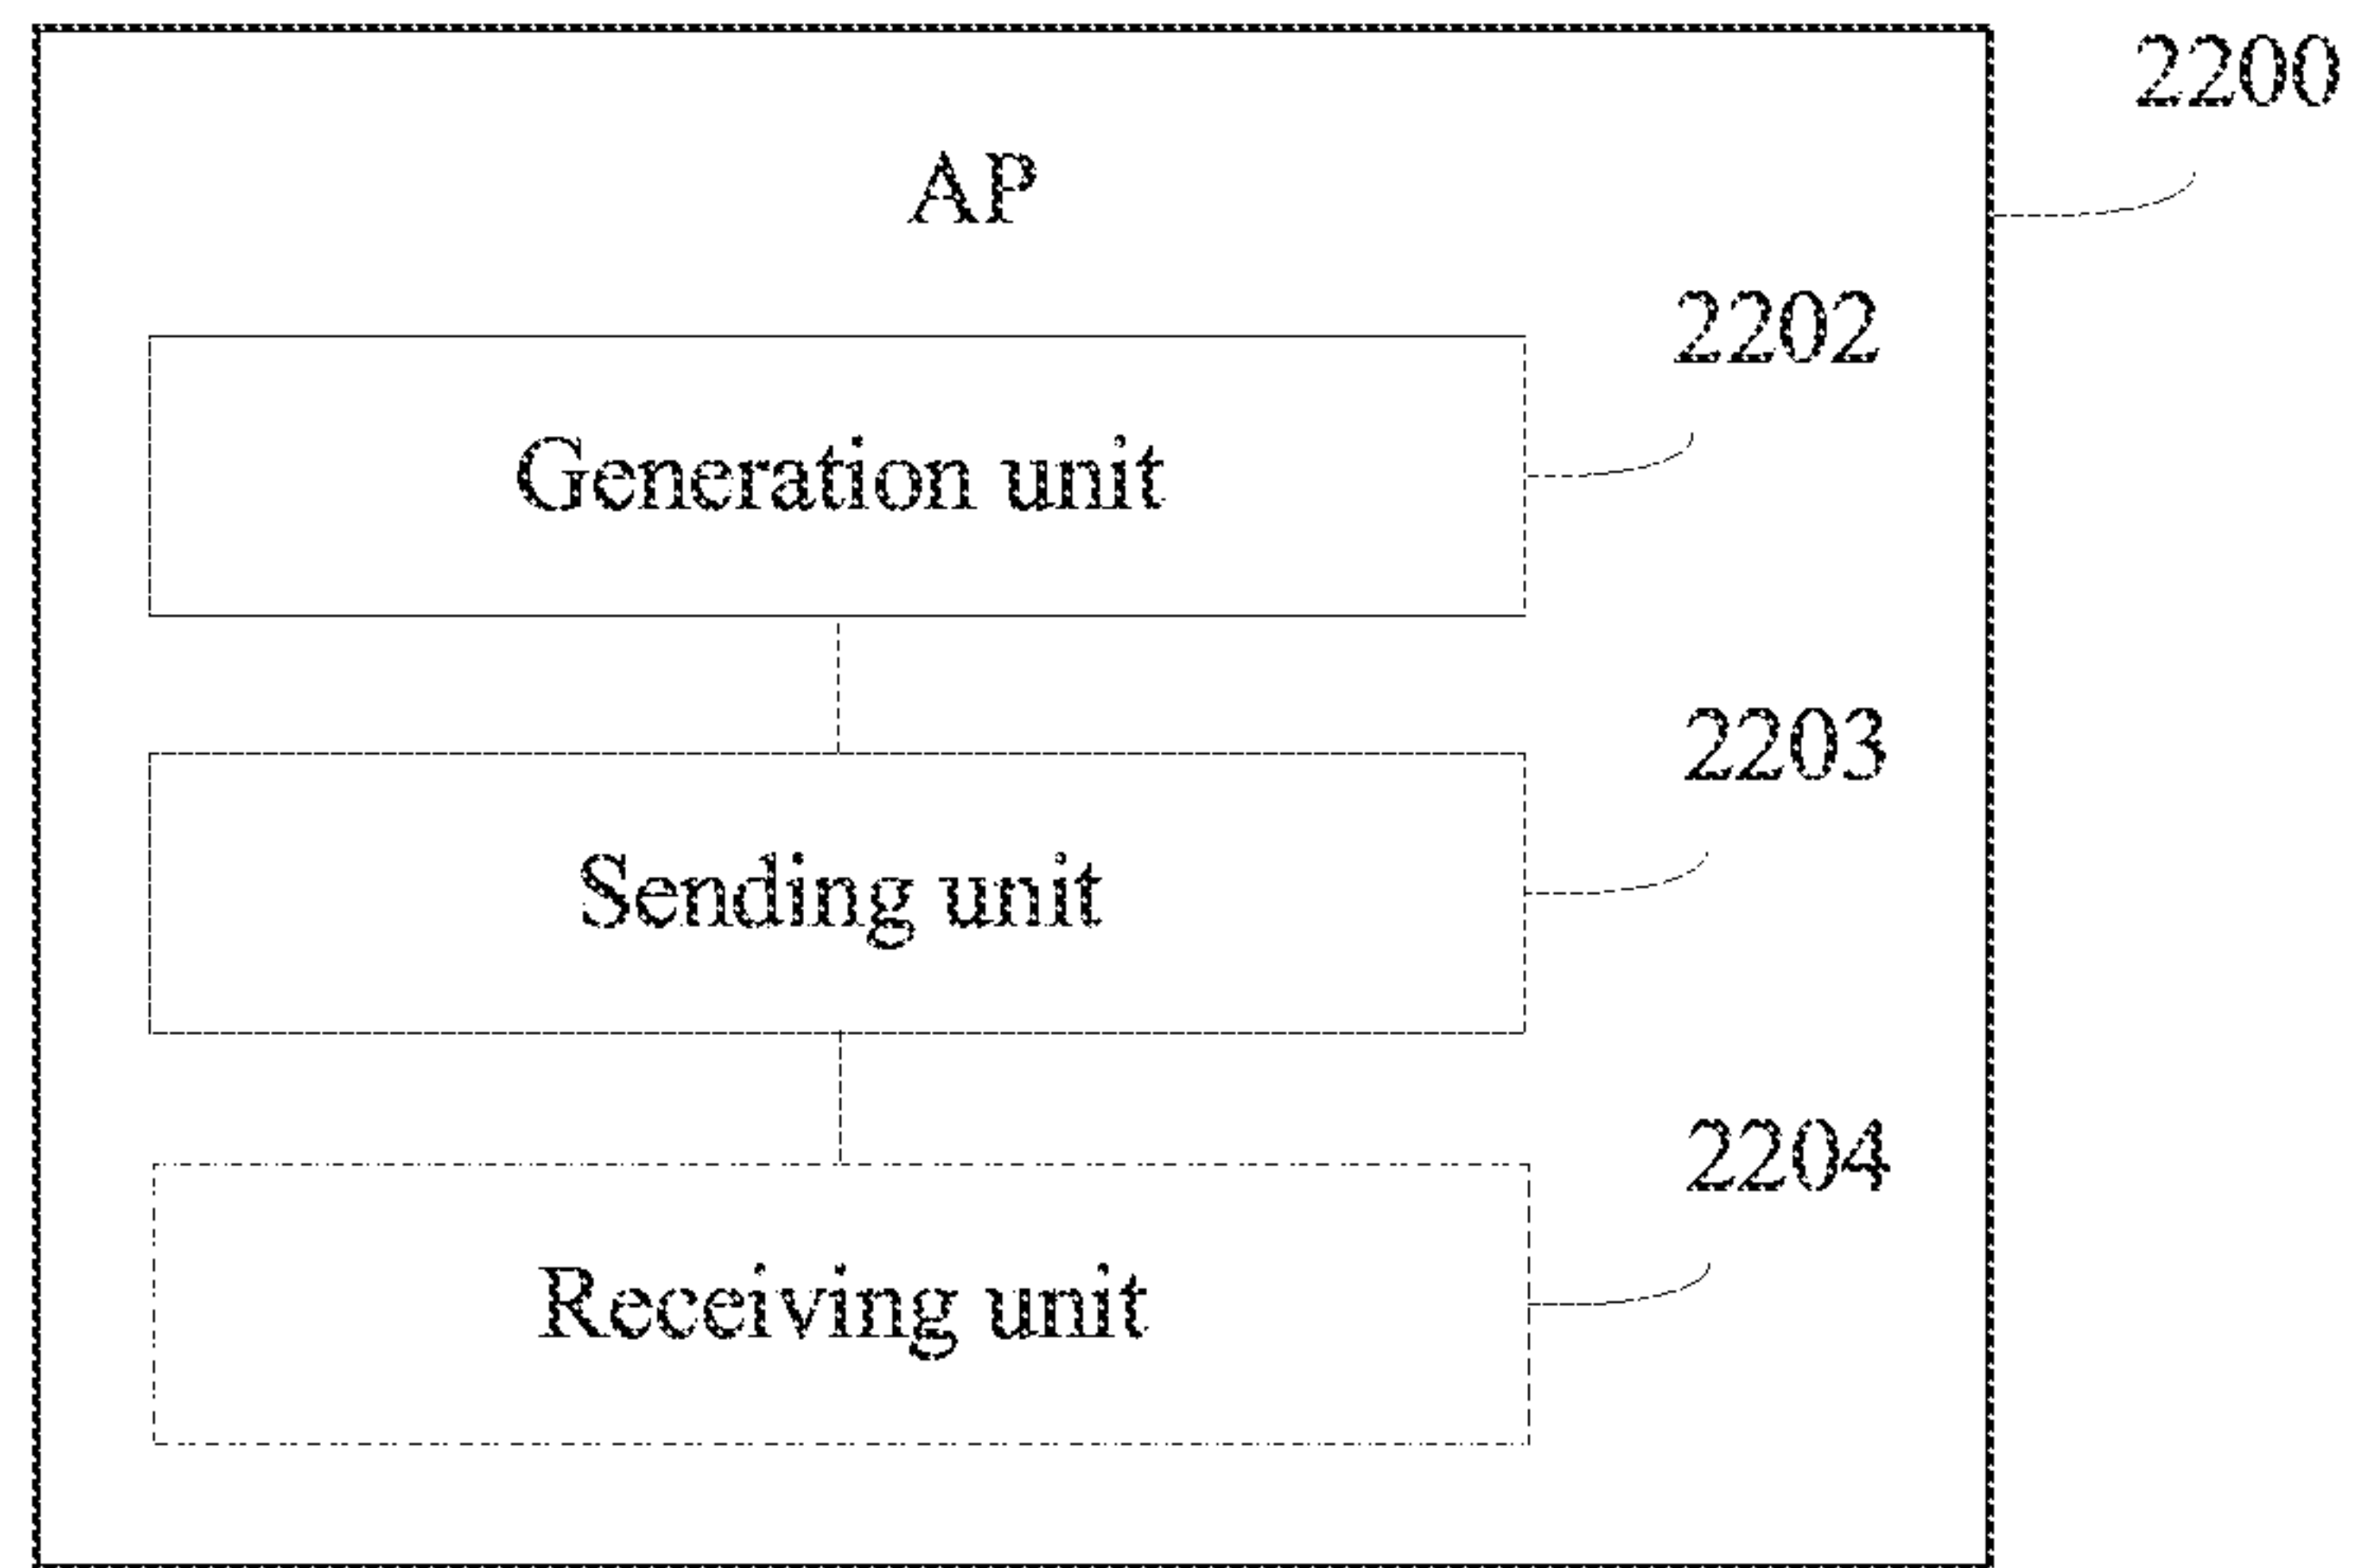 2200
AP
2202
Generation unit
2203
Sending unit
2204
Receiving unit